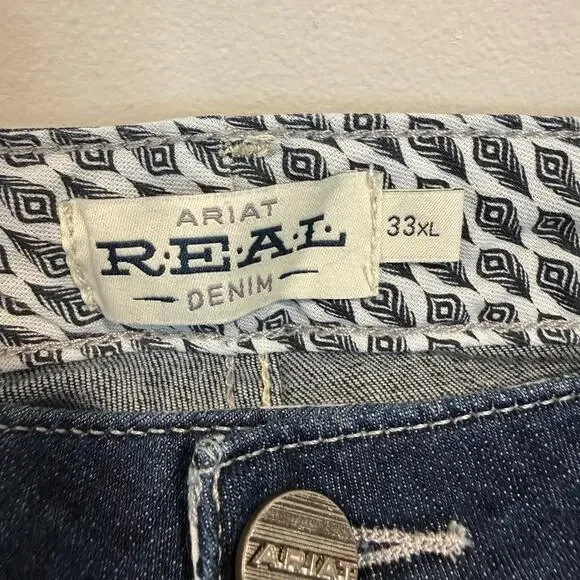 ARIAT
R·E·A·L
DENIM
33XL
ARIAT